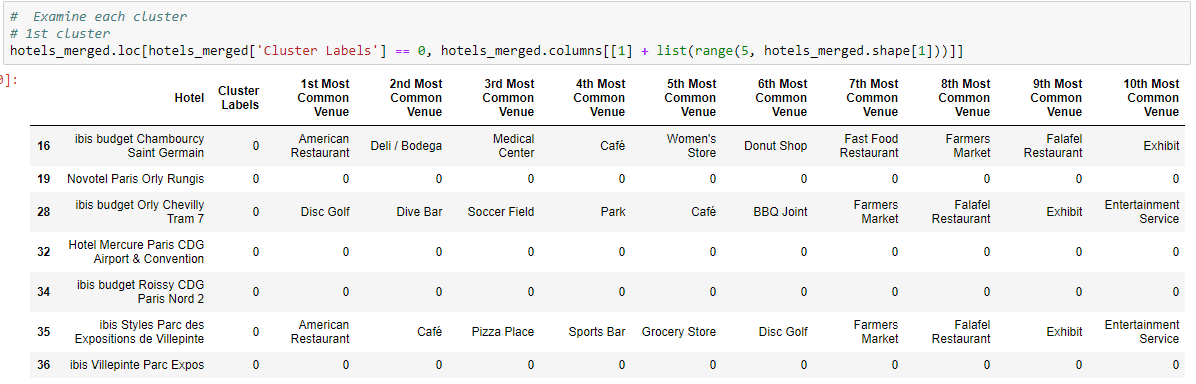 # Examine each cluster
# 1st cluster
hotels_merged.loc[hotels_merged['Cluster Labels'] == 0, hotels_merged.columns[[1] + list(range(5, hotels_merged.shape[1]))]]
0]:
Hotel Cluster Labels 1st Most Common Venue 2nd Most Common Venue 3rd Most Common Venue 4th Most Common Venue 5th Most Common Venue 6th Most Common Venue 7th Most Common Venue 8th Most Common Venue 9th Most Common Venue 10th Most Common Venue
16 ibis budget Chambourcy Saint Germain 0 American Restaurant Deli / Bodega Medical Center Café Women's Store Donut Shop Fast Food Restaurant Farmers Market Falafel Restaurant Exhibit
19 Novotel Paris Orly Rungis 0 0 0 0 0 0 0 0 0 0 0
28 ibis budget Orly Chevilly Tram 7 0 Disc Golf Dive Bar Soccer Field Park Café BBQ Joint Farmers Market Falafel Restaurant Exhibit Entertainment Service
32 Hotel Mercure Paris CDG Airport & Convention 0 0 0 0 0 0 0 0 0 0 0
34 ibis budget Roissy CDG Paris Nord 2 0 0 0 0 0 0 0 0 0 0 0
35 ibis Styles Parc des Expositions de Villepinte 0 American Restaurant Café Pizza Place Sports Bar Grocery Store Disc Golf Farmers Market Falafel Restaurant Exhibit Entertainment Service
36 ibis Villepinte Parc Expos 0 0 0 0 0 0 0 0 0 0 0